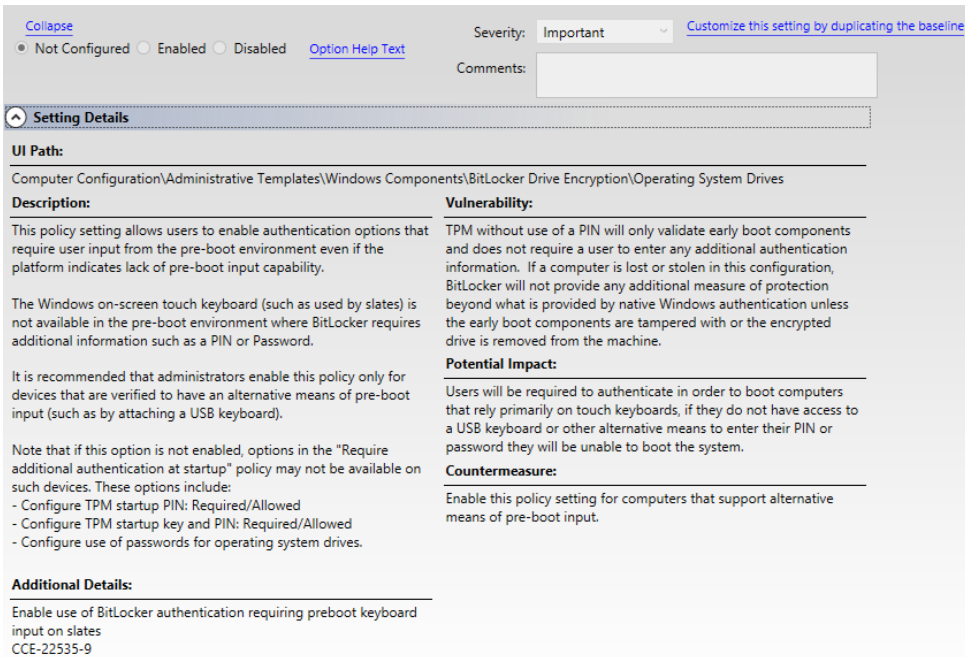 Collapse
Not Configured Enabled Disabled Option Help Text
Severity: Important
Customize this setting by duplicating the baseline
Comments:
Setting Details
UI Path:
Computer Configuration\Administrative Templates\Windows Components\BitLocker Drive Encryption\Operating System Drives
Description:
This policy setting allows users to enable authentication options that
require user input from the pre-boot environment even if the
platform indicates lack of pre-boot input capability.
The Windows on-screen touch keyboard (such as used by slates) is
not available in the pre-boot environment where BitLocker requires
additional information such as a PIN or Password.
It is recommended that administrators enable this policy only for
devices that are verified to have an alternative means of pre-boot
input (such as by attaching a USB keyboard).
Note that if this option is not enabled, options in the "Require
additional authentication at startup" policy may not be available on
such devices. These options include:
- Configure TPM startup PIN: Required/Allowed
- Configure TPM startup key and PIN: Required/Allowed
- Configure use of passwords for operating system drives.
Additional Details:
Enable use of BitLocker authentication requiring preboot keyboard
input on slates
CCE-22535-9
Vulnerability:
TPM without use of a PIN will only validate early boot components
and does not require a user to enter any additional authentication
information.  If a computer is lost or stolen in this configuration,
BitLocker will not provide any additional measure of protection
beyond what is provided by native Windows authentication unless
the early boot components are tampered with or the encrypted
drive is removed from the machine.
Potential Impact:
Users will be required to authenticate in order to boot computers
that rely primarily on touch keyboards, if they do not have access to
a USB keyboard or other alternative means to enter their PIN or
password they will be unable to boot the system.
Countermeasure:
Enable this policy setting for computers that support alternative
means of pre-boot input.